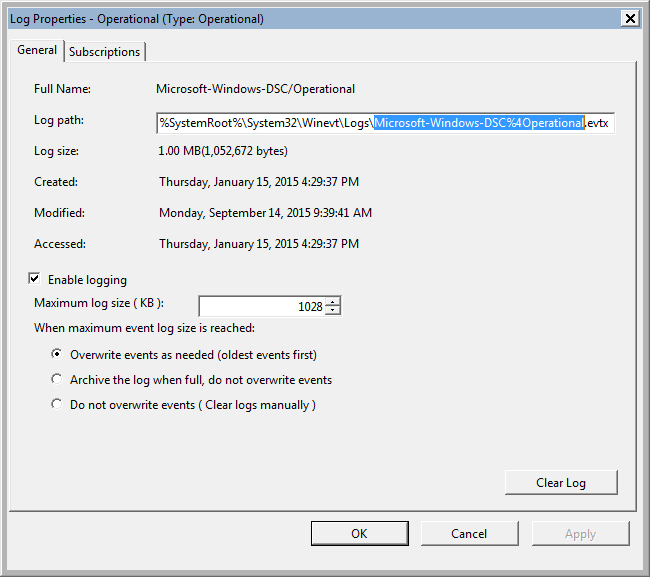 Log Properties - Operational (Type: Operational)
General Subscriptions
Full Name: Microsoft-Windows-DSC/Operational
Log path: %SystemRoot%\System32\Winevt\Logs\Microsoft-Windows-DSC%4Operational.evtx
Log size: 1.00 MB(1,052,672 bytes)
Created: Thursday, January 15, 2015 4:29:37 PM
Modified: Monday, September 14, 2015 9:39:41 AM
Accessed: Thursday, January 15, 2015 4:29:37 PM
Enable logging
Maximum log size ( KB ): 1028
When maximum event log size is reached:
Overwrite events as needed (oldest events first)
Archive the log when full, do not overwrite events
Do not overwrite events ( Clear logs manually )
Clear Log
OK Cancel Apply